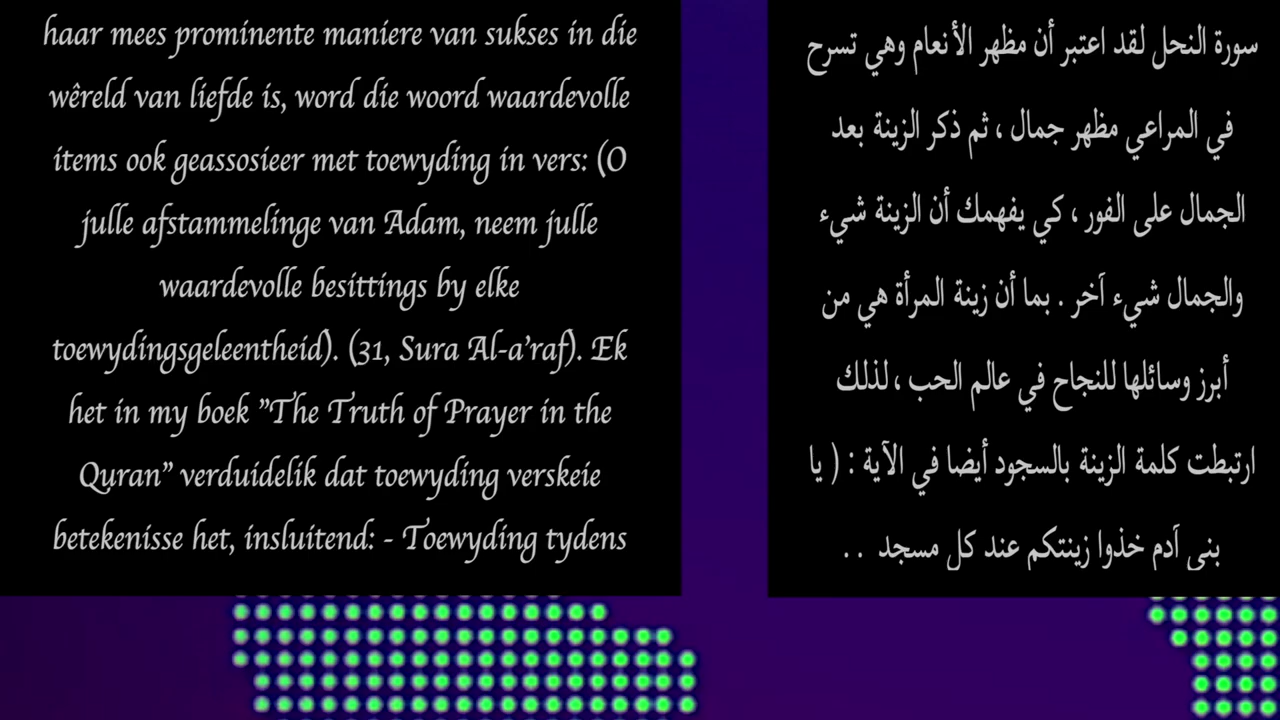 haar mees prominente maniere van sukses in die
wêreld van liefde is, word die woord waardevolle
items ook geassosieer met toewyding in vers: (O
julle afstammelinge van Adam, neem julle
waardevolle besittings by elke
toewydingsgeleentheid). (31, Sura Al-a'raf). Ek
het in my boek "The Truth of Prayer in the
Quran" verduidelik dat toewyding verskeie
betekenisse het, insluitend: - Toewyding tydens
سورة النحل لقد اعتبر أن مظهر الأنعام وهي تسرح
في المراعي مظهر جمال ، ثم ذكر الزينة بعد
الجمال على الفور ، كي يفهمك أن الزينة شيء
والجمال شيء آخر . بما أن زينة المرأة هي من
أبرز وسائلها للنجاح في عالم الحب ، لذلك
ارتبطت كلمة الزينة بالسجود أيضا في الآية : ( يا
بنى آدم خذوا زينتكم عند كل مسجد . .